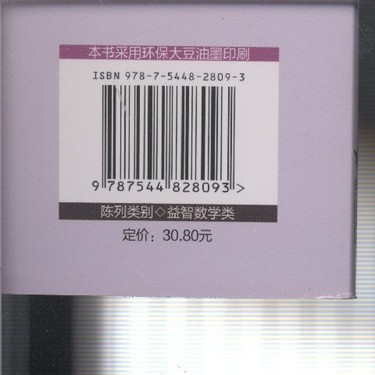 本书采用环保大豆油墨印刷
ISBN 978-7-5448-2809-3
9 787544 828093 >
陈列类别◇益智数学类
定价：30.80元